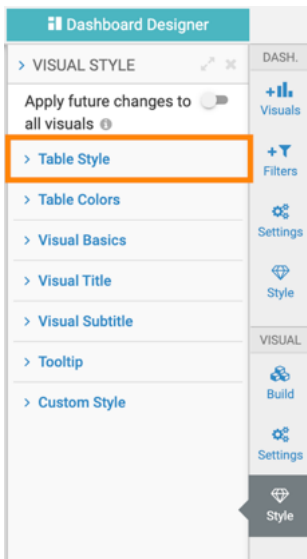 Dashboard Designer
VISUAL STYLE
Apply future changes to
all visuals
Table Style
Table Colors
Visual Basics
Visual Title
Visual Subtitle
Tooltip
Custom Style
DASH.
Visuals
Filters
Settings
Style
VISUAL
Build
Settings
Style